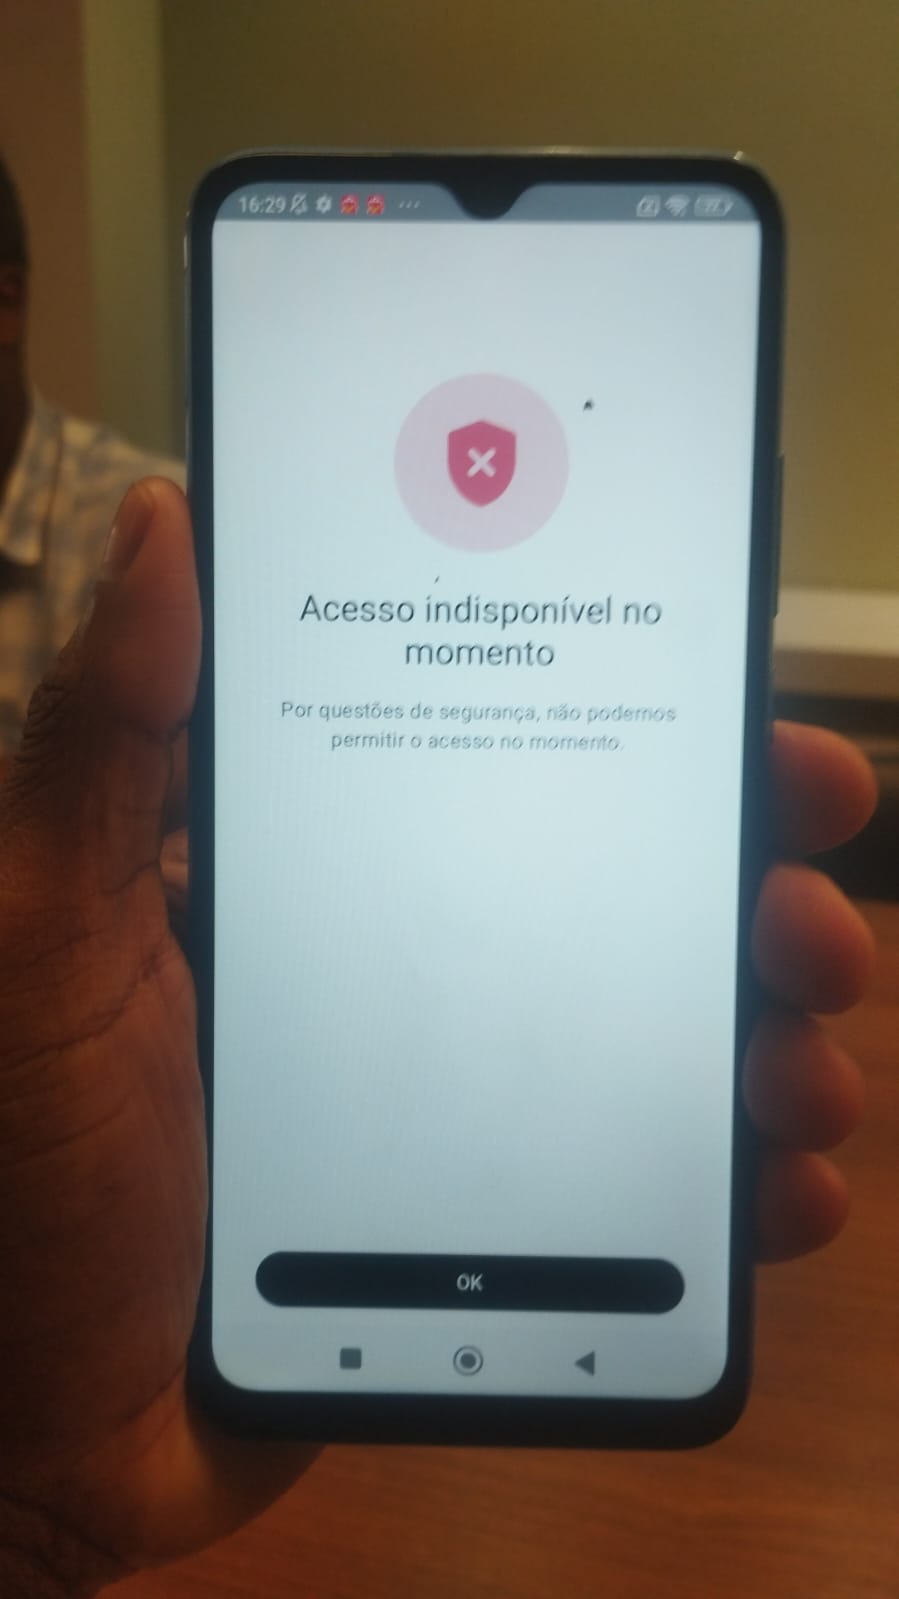 16:29
Acesso indisponível no
momento
Por questões de segurança, não podemos
permitir o acesso no momento.
OK